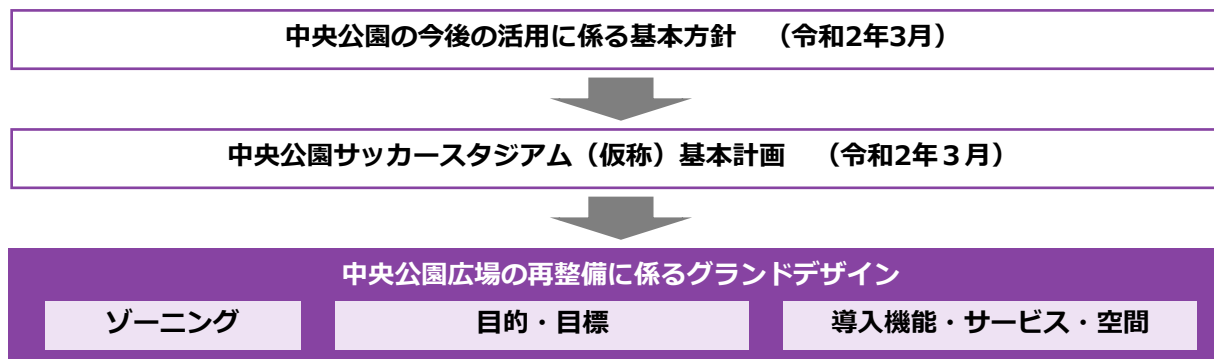 中央公園の今後の活用に係る基本方針　（令和2年3月）
中央公園サッカースタジアム（仮称）基本計画　（令和2年３月）
中央公園広場の再整備に係るグランドデザイン
ゾーニング
目的・目標
導入機能・サービス・空間